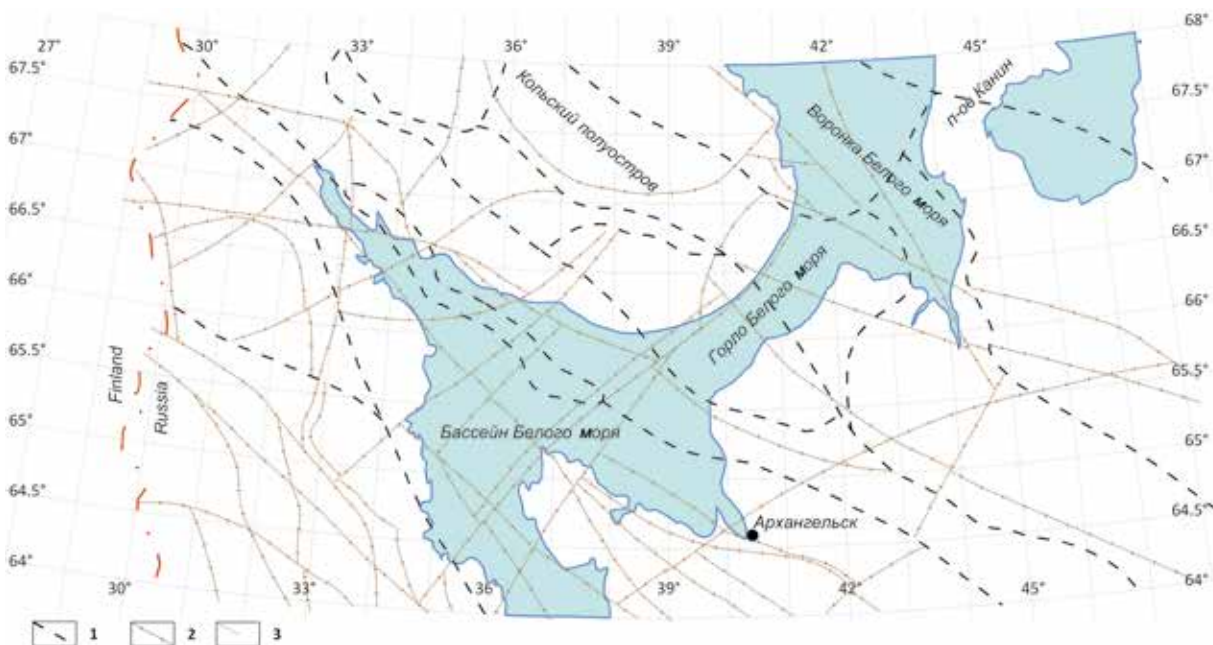 27° 30° 33° 36° 39° 42° 45° 68°
67.5°
67°
66.5°
66°
65.5°
65°
64.5°
64°
67.5°
67°
66.5°
66°
65.5°
65°
64.5°
64°
Кольский полуостров
Воронка Белого моря
п-ов Канин
Горло Белого моря
Finland
Russia
Бассейн Белого моря
Архангельск
30° 33° 36° 39° 42° 45°
1 2 3